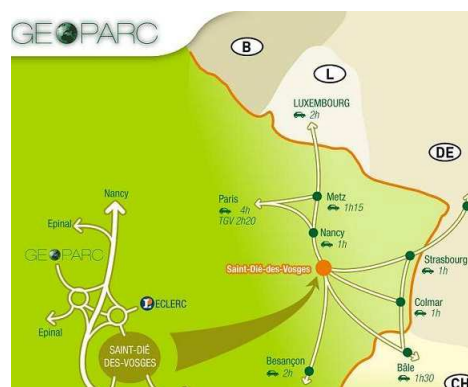 GEOPARC
B
L
LUXEMBOURG
2h
DE
Paris
4h
TGV 2h20
Metz
1h15
Nancy
1h
Nancy
Epinal
GEOPARC
Saint-Dié-des-Vosges
Strasbourg
1h
Epinal
ECLERC
Colmar
1h
SAINT-DIÉ
DES-VOSGES
Besançon
2h
Bâle
1h30
CH